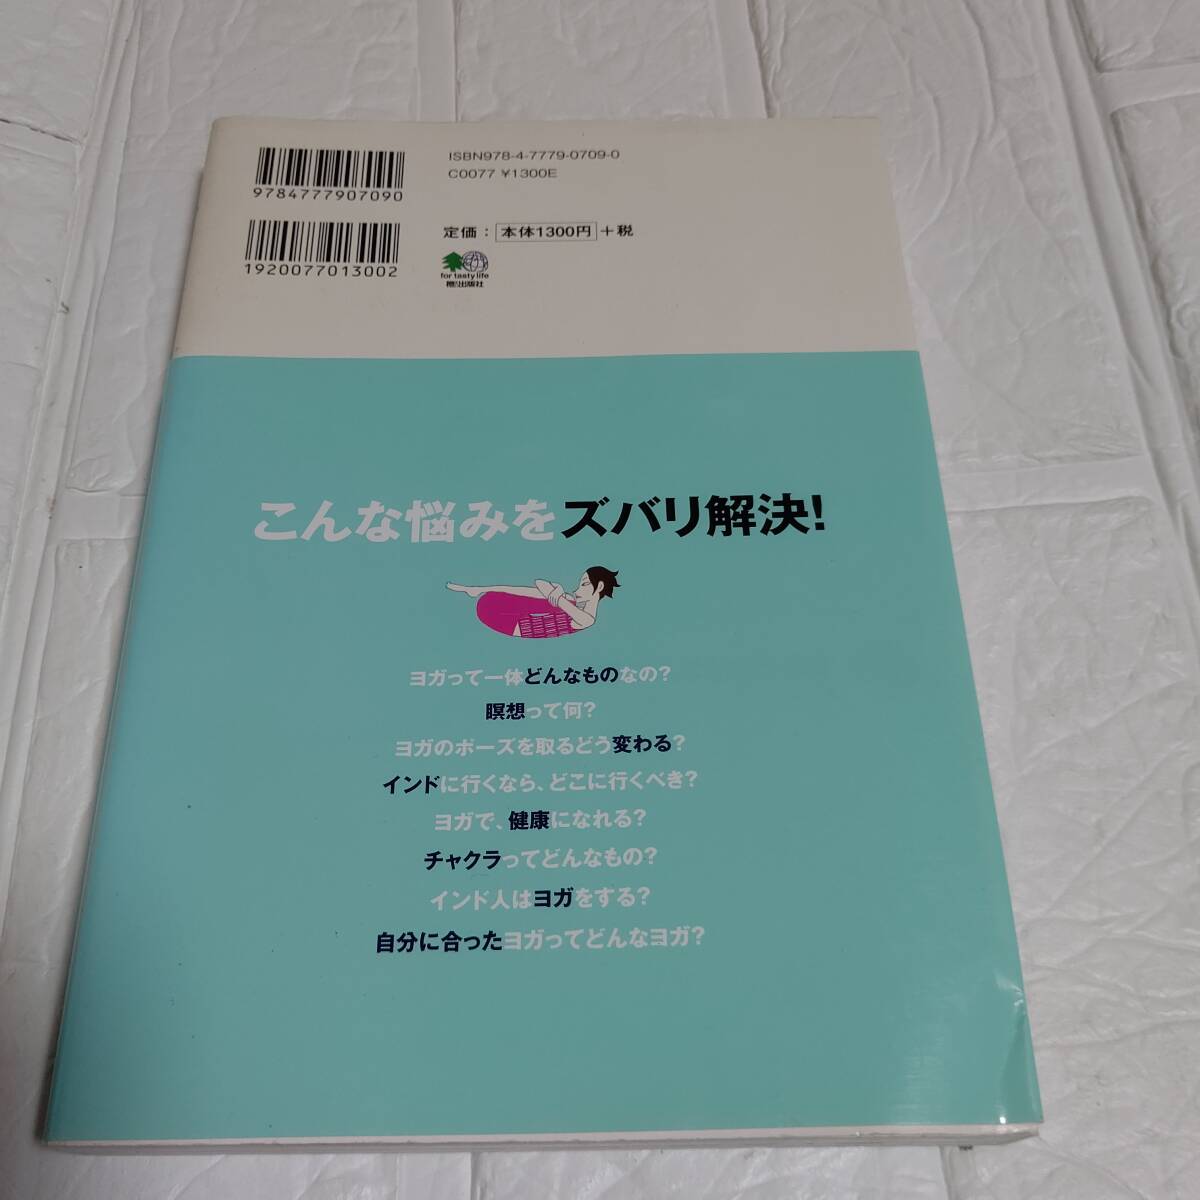 ISBN978-4-7779-0709-0
C0077 ¥1300E
9784777907090
定価：本体1300円+税
1920077013002
for tasty life
枻出版社
こんな悩みをズバリ解決!
ヨガって一体どんなものなの?
瞑想って何?
ヨガのポーズを取るどう変わる?
インドに行くなら、どこに行くべき?
ヨガで、健康になれる?
チャクラってどんなもの?
インド人はヨガをする?
自分に合ったヨガってどんなヨガ?